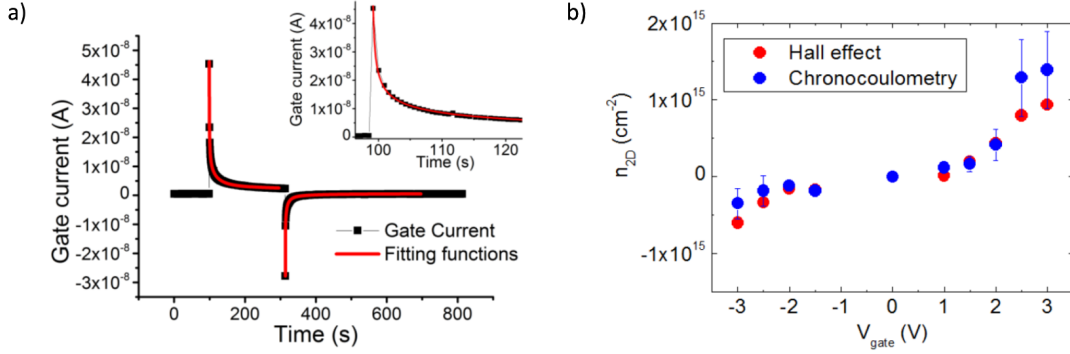 a)
Gate current (A)
5x10⁻⁸
4x10⁻⁸
3x10⁻⁸
2x10⁻⁸
1x10⁻⁸
0
-1x10⁻⁸
-2x10⁻⁸
-3x10⁻⁸
0 200 400 600 800
Time (s)
Gate Current
Fitting functions
Gate current (A)
4x10⁻⁸
3x10⁻⁸
2x10⁻⁸
1x10⁻⁸
0
100 110 120
Time (s)
b)
n2D (cm⁻²)
2x10¹⁵
1x10¹⁵
0
-1x10¹⁵
Hall effect
Chronocoulometry
-3 -2 -1 0 1 2 3
Vgate (V)